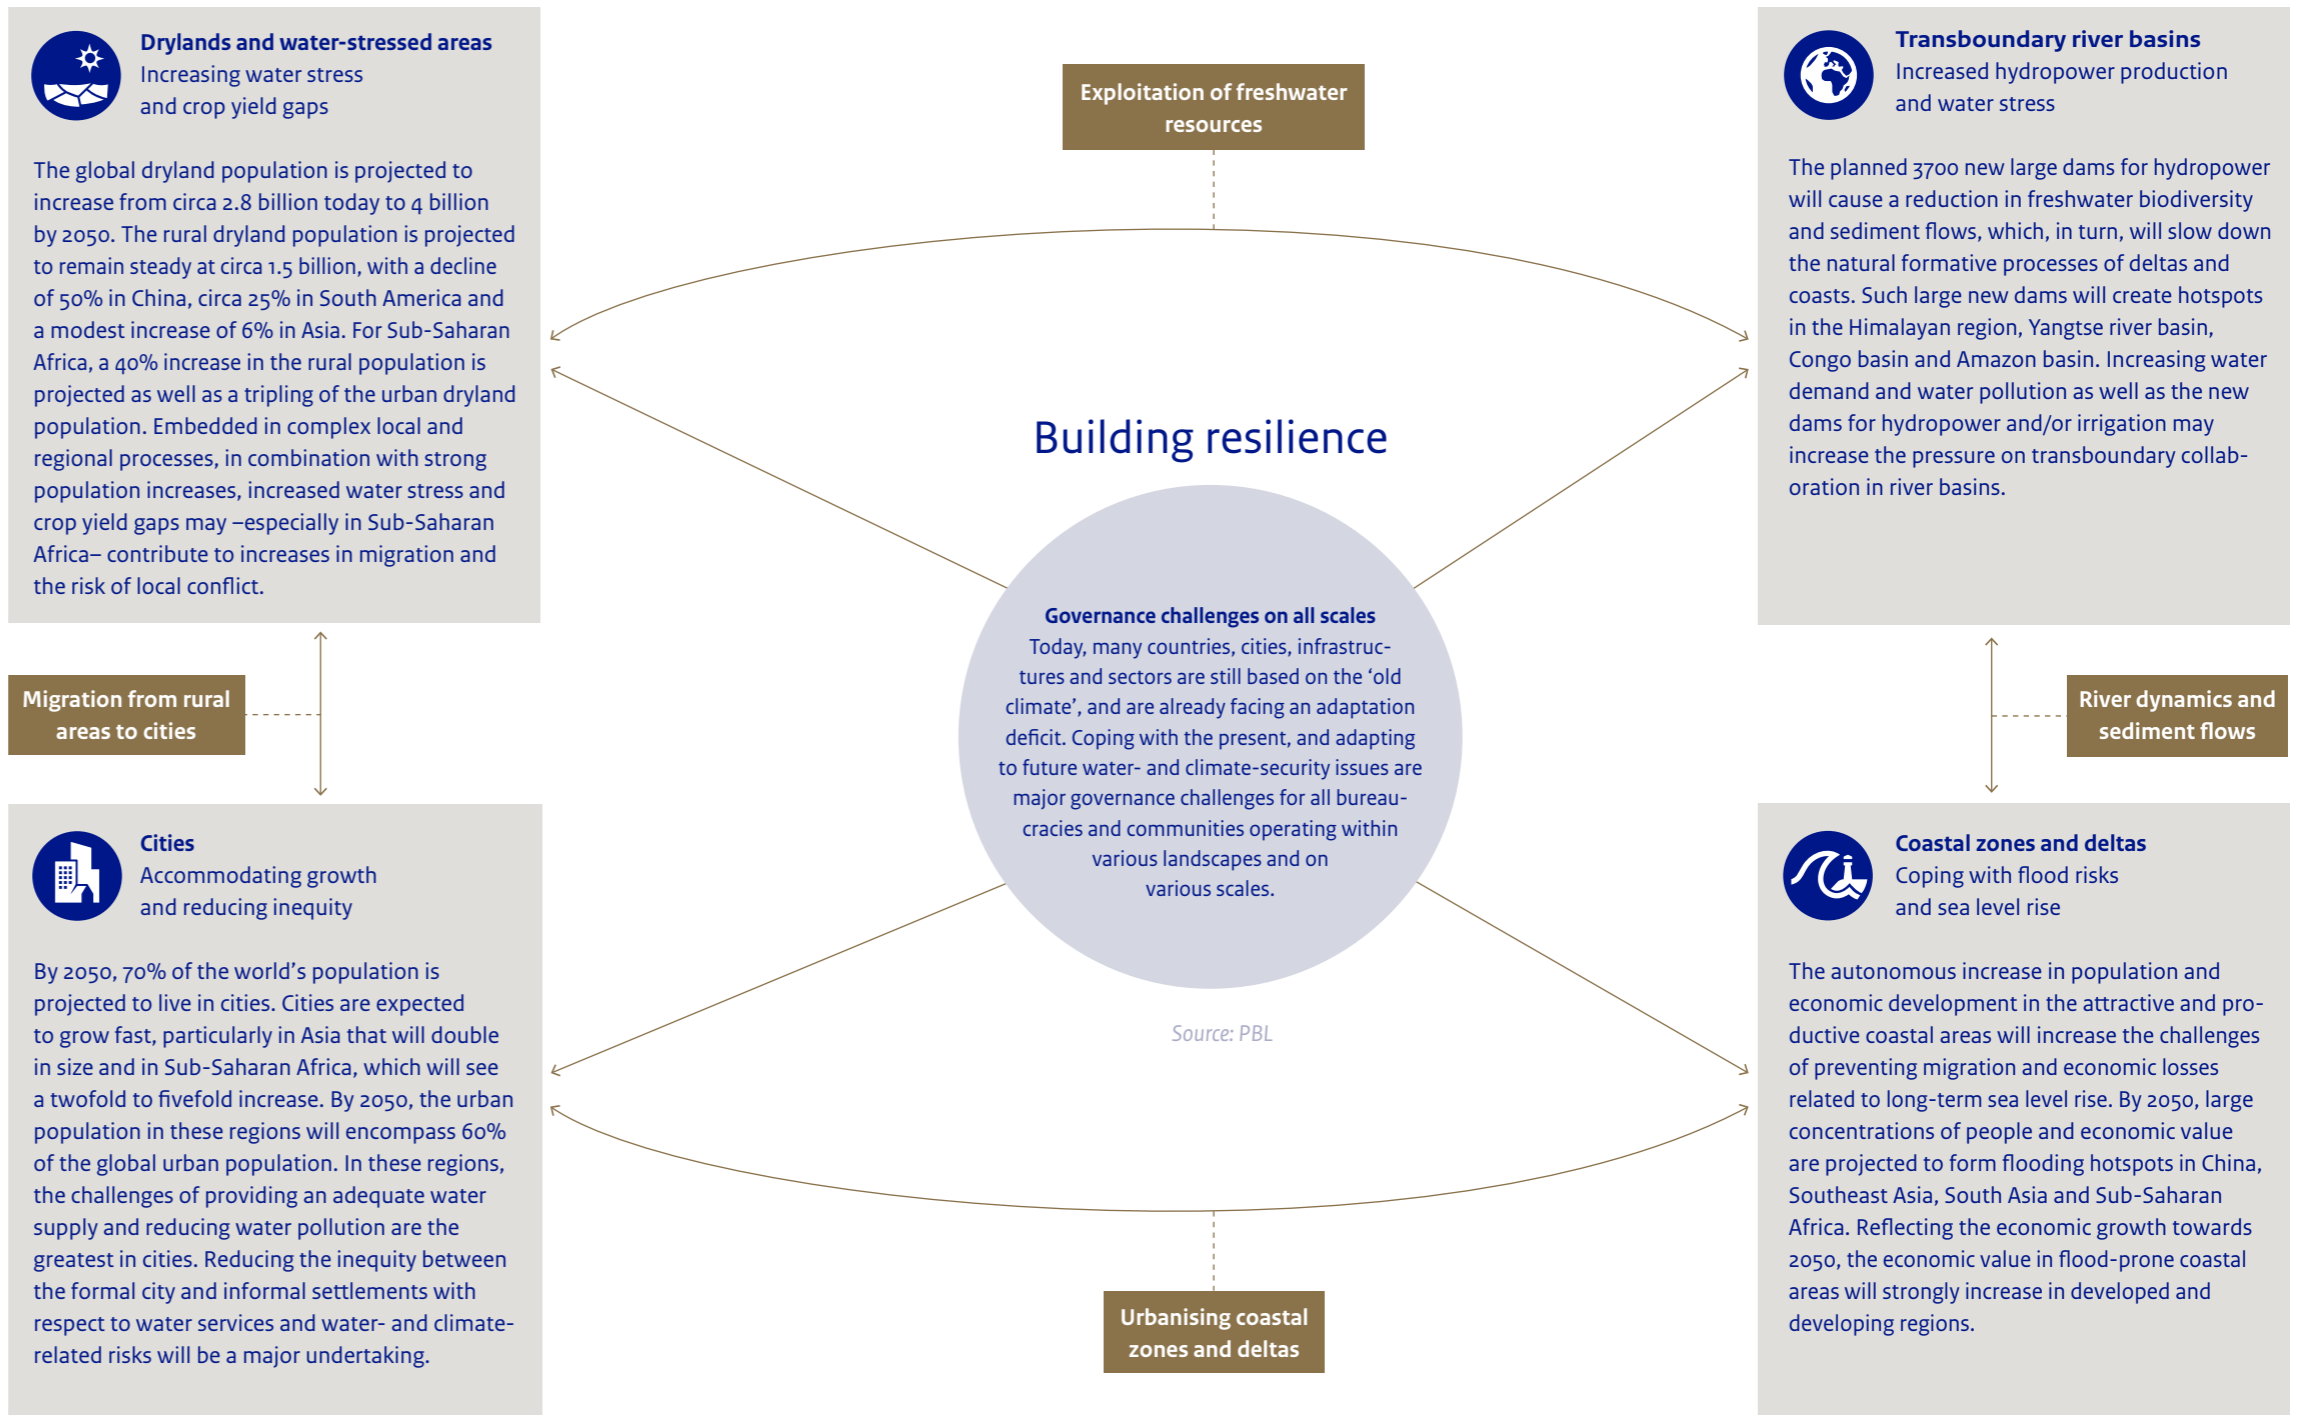 Drylands and water-stressed areas
Increasing water stress
and crop yield gaps
The global dryland population is projected to
increase from circa 2.8 billion today to 4 billion
by 2050. The rural dryland population is projected
to remain steady at circa 1.5 billion, with a decline
of 50% in China, circa 25% in South America and
a modest increase of 6% in Asia. For Sub-Saharan
Africa, a 40% increase in the rural population is
projected as well as a tripling of the urban dryland
population. Embedded in complex local and
regional processes, in combination with strong
population increases, increased water stress and
crop yield gaps may –especially in Sub-Saharan
Africa– contribute to increases in migration and
the risk of local conflict.
Exploitation of freshwater
resources
Transboundary river basins
Increased hydropower production
and water stress
The planned 3700 new large dams for hydropower
will cause a reduction in freshwater biodiversity
and sediment flows, which, in turn, will slow down
the natural formative processes of deltas and
coasts. Such large new dams will create hotspots
in the Himalayan region, Yangtse river basin,
Congo basin and Amazon basin. Increasing water
demand and water pollution as well as the new
dams for hydropower and/or irrigation may
increase the pressure on transboundary collab-
oration in river basins.
Building resilience
Governance challenges on all scales
Today, many countries, cities, infrastruc-
tures and sectors are still based on the ‘old
climate’, and are already facing an adaptation
deficit. Coping with the present, and adapting
to future water- and climate-security issues are
major governance challenges for all bureau-
cracies and communities operating within
various landscapes and on
various scales.
Source: PBL
Migration from rural
areas to cities
River dynamics and
sediment flows
Cities
Accommodating growth
and reducing inequity
By 2050, 70% of the world’s population is
projected to live in cities. Cities are expected
to grow fast, particularly in Asia that will double
in size and in Sub-Saharan Africa, which will see
a twofold to fivefold increase. By 2050, the urban
population in these regions will encompass 60%
of the global urban population. In these regions,
the challenges of providing an adequate water
supply and reducing water pollution are the
greatest in cities. Reducing the inequity between
the formal city and informal settlements with
respect to water services and water- and climate-
related risks will be a major undertaking.
Urbanising coastal
zones and deltas
Coastal zones and deltas
Coping with flood risks
and sea level rise
The autonomous increase in population and
economic development in the attractive and pro-
ductive coastal areas will increase the challenges
of preventing migration and economic losses
related to long-term sea level rise. By 2050, large
concentrations of people and economic value
are projected to form flooding hotspots in China,
Southeast Asia, South Asia and Sub-Saharan
Africa. Reflecting the economic growth towards
2050, the economic value in flood-prone coastal
areas will strongly increase in developed and
developing regions.